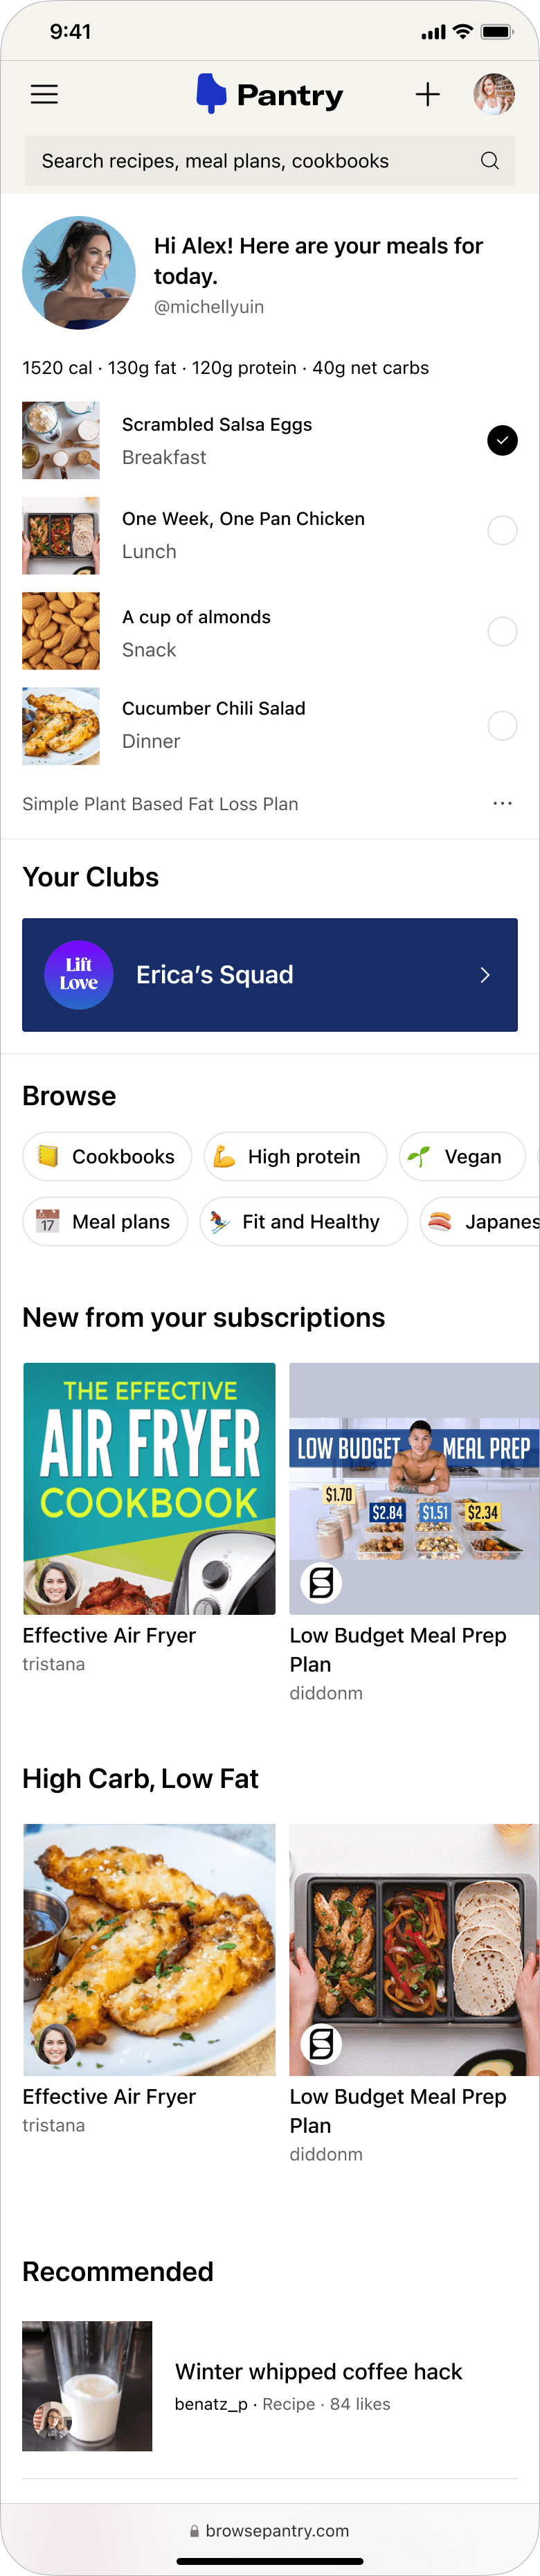 9:41
Pantry
Search recipes, meal plans, cookbooks
Hi Alex! Here are your meals for
today.
@michellyuin
1520 cal · 130g fat · 120g protein · 40g net carbs
Scrambled Salsa Eggs
Breakfast
One Week, One Pan Chicken
Lunch
A cup of almonds
Snack
Cucumber Chili Salad
Dinner
Simple Plant Based Fat Loss Plan
Your Clubs
Lift
Love
Erica’s Squad
Browse
Cookbooks
High protein
Vegan
17
Meal plans
Fit and Healthy
Japanes
New from your subscriptions
THE EFFECTIVE
AIR FRYER
COOKBOOK
LOW BUDGET MEAL PREP
$1.70
$2.84
$1.51
$2.34
Effective Air Fryer
tristana
Low Budget Meal Prep
Plan
diddonm
High Carb, Low Fat
Effective Air Fryer
tristana
Low Budget Meal Prep
Plan
diddonm
Recommended
Winter whipped coffee hack
benatz_p · Recipe · 84 likes
browsepantry.com